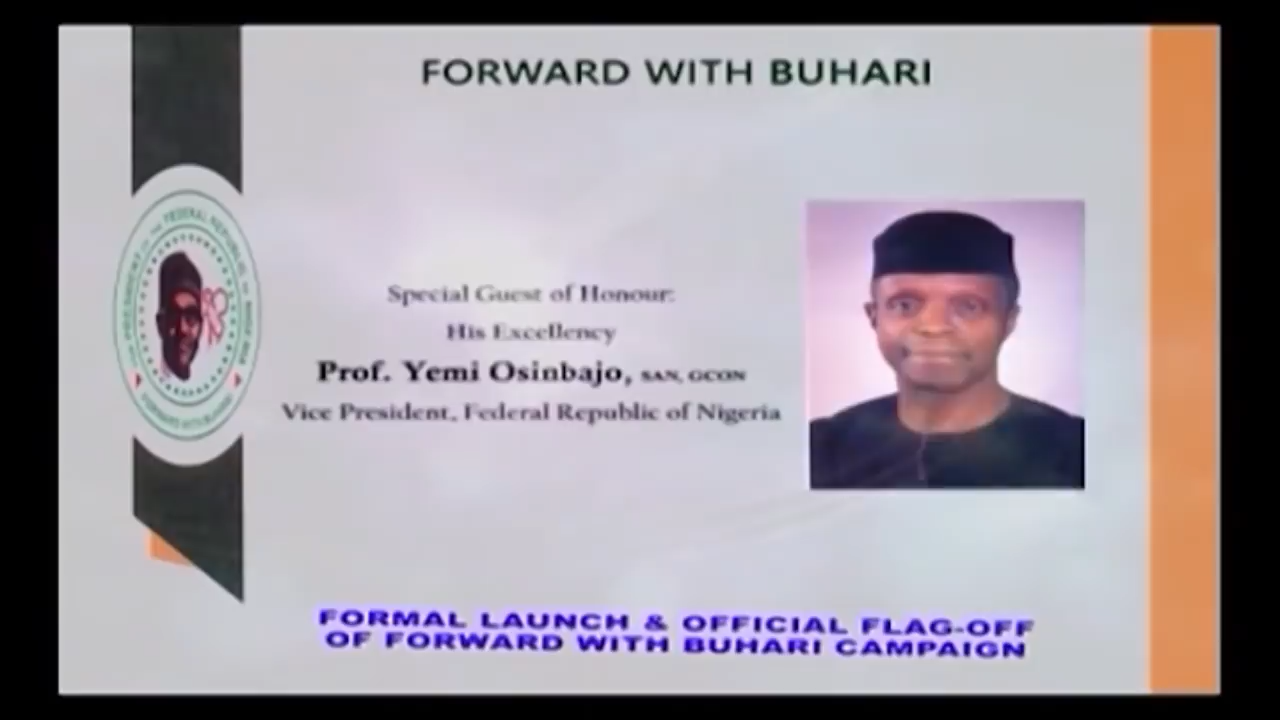 FORWARD WITH BUHARI
Special Guest of Honour:
His Excellency
Prof. Yemi Osinbajo, SAN, GCON
Vice President, Federal Republic of Nigeria
FORMAL LAUNCH & OFFICIAL FLAG-OFF
OF FORWARD WITH BUHARI CAMPAIGN